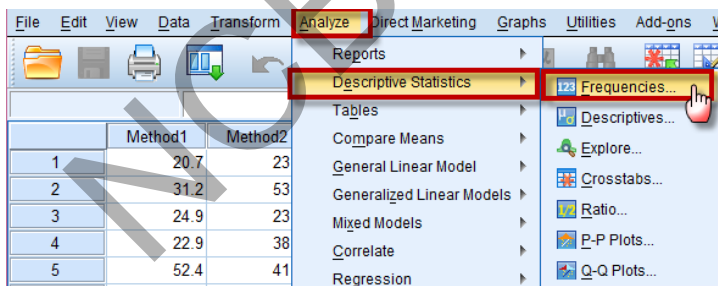 File Edit View Data Transform Analyze Direct Marketing Graphs Utilities Add-ons
Reports
Descriptive Statistics
Tables
Compare Means
General Linear Model
Generalized Linear Models
Mixed Models
Correlate
Regression
123 Frequencies...
Descriptives...
Explore...
Crosstabs...
1/2 Ratio...
P-P Plots...
Q-Q Plots...
Method1 Method2
1 20.7 23
2 31.2 53
3 24.9 23
4 22.9 38
5 52.4 41